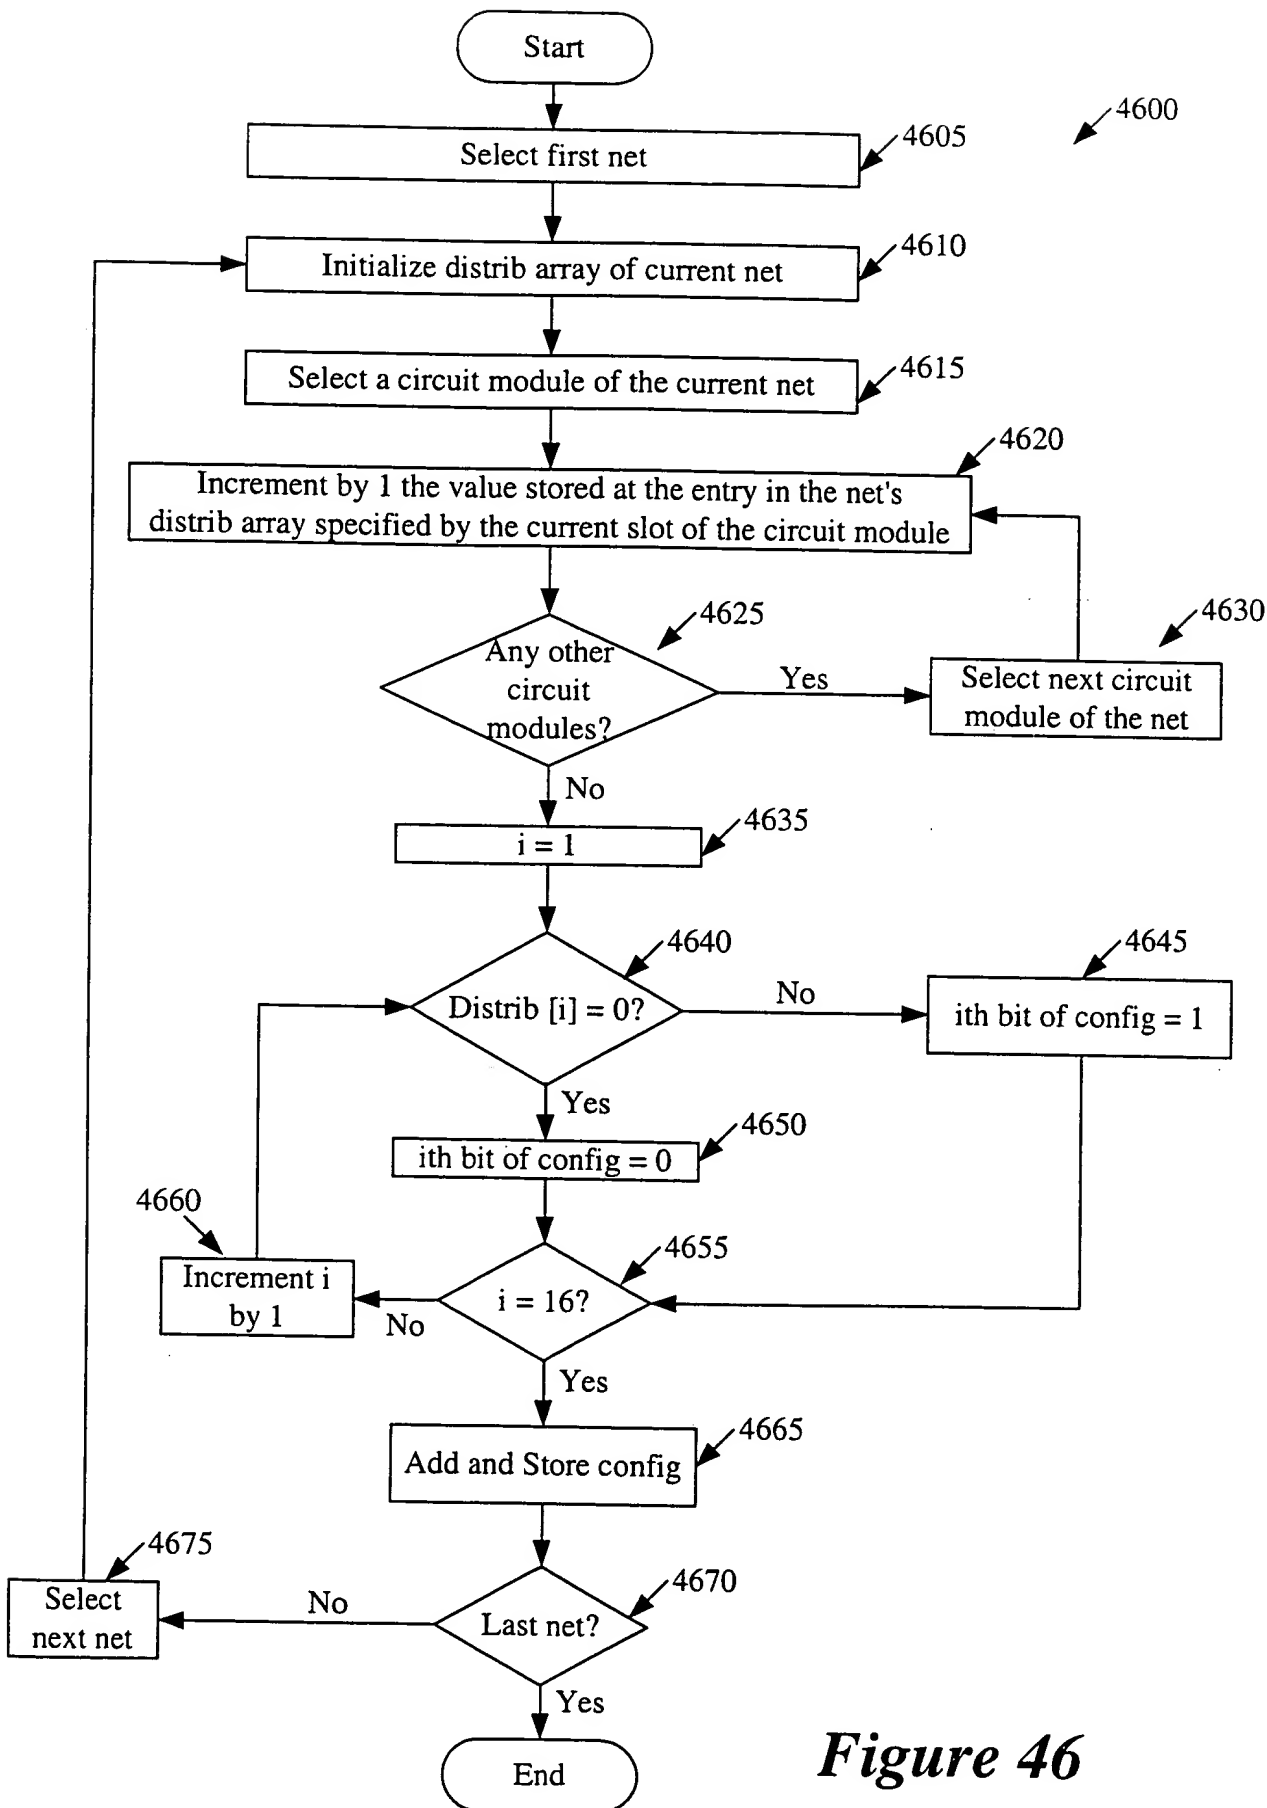 Start
4600
4605
Select first net
4610
Initialize distrib array of current net
4615
Select a circuit module of the current net
4620
Increment by 1 the value stored at the entry in the net's
distrib array specified by the current slot of the circuit module
4625
4630
Any other
circuit
modules?
Yes
Select next circuit
module of the net
No
4635
i = 1
4640
4645
Distrib [i] = 0?
No
ith bit of config = 1
Yes
4650
ith bit of config = 0
4660
4655
Increment i
by 1
No
i = 16?
Yes
4665
Add and Store config
4675
4670
Select
next net
No
Last net?
Yes
End
Figure 46